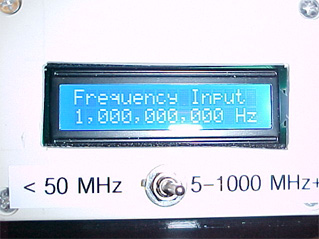 Frequency Input
1,000,000,000 Hz
< 50 MHz
5-1000 MHz+